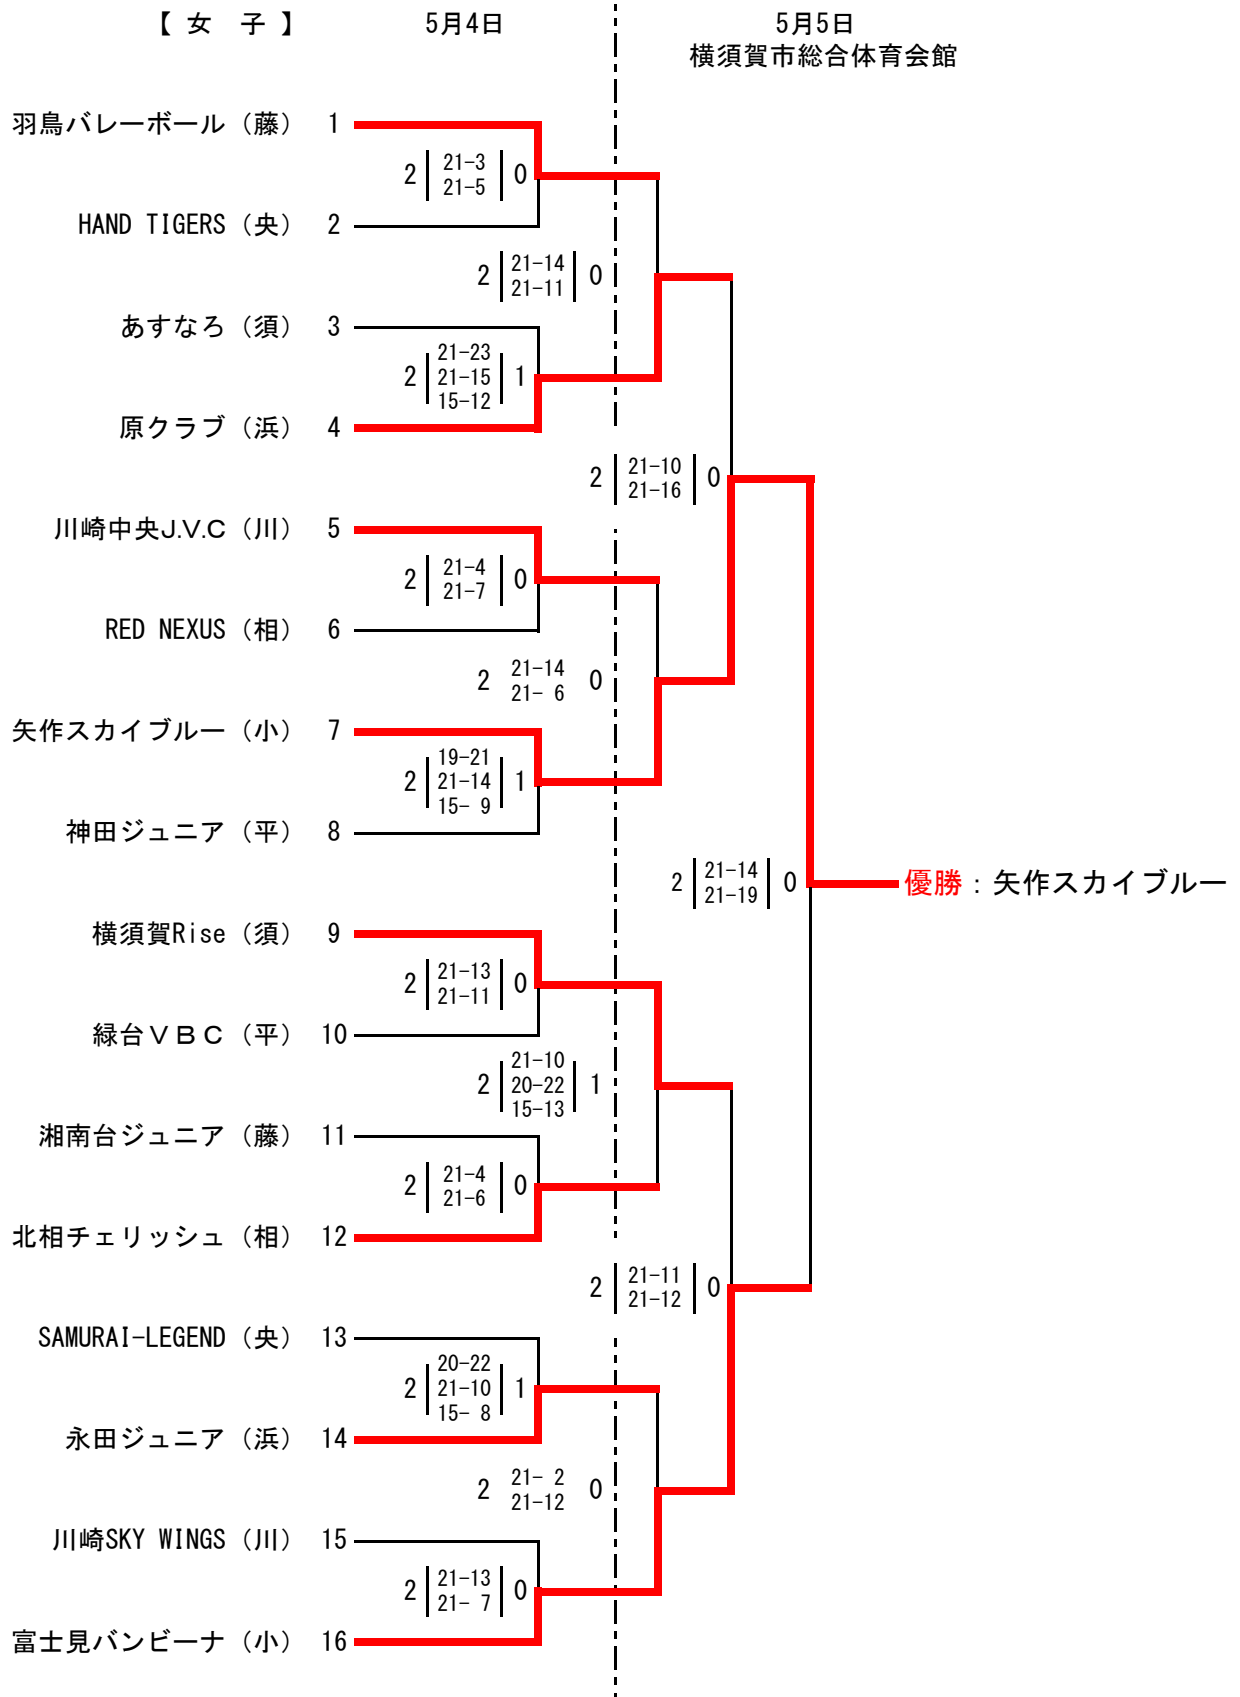 【 女　子 】　5月4日　5月5日
横須賀市総合体育会館
羽鳥バレーボール（藤） 1
2 21-3 0
21-5
HAND TIGERS（央） 2
2 21-14 0
21-11
あすなろ（須） 3
21-23
2 21-15 1
15-12
原クラブ（浜） 4
2 21-10 0
21-16
川崎中央J.V.C（川） 5
2 21-4 0
21-7
RED NEXUS（相） 6
2 21-14 0
21- 6
矢作スカイブルー（小） 7
19-21
2 21-14 1
15- 9
神田ジュニア（平） 8
2 21-14 0
21-19
優勝：矢作スカイブルー
横須賀Rise（須） 9
2 21-13 0
21-11
緑台ＶＢＣ（平） 10
21-10
2 20-22 1
15-13
湘南台ジュニア（藤） 11
2 21-4 0
21-6
北相チェリッシュ（相） 12
2 21-11 0
21-12
SAMURAI-LEGEND（央） 13
20-22
2 21-10 1
15- 8
永田ジュニア（浜） 14
2 21- 2 0
21-12
川崎SKY WINGS（川） 15
2 21-13 0
21- 7
富士見バンビーナ（小） 16